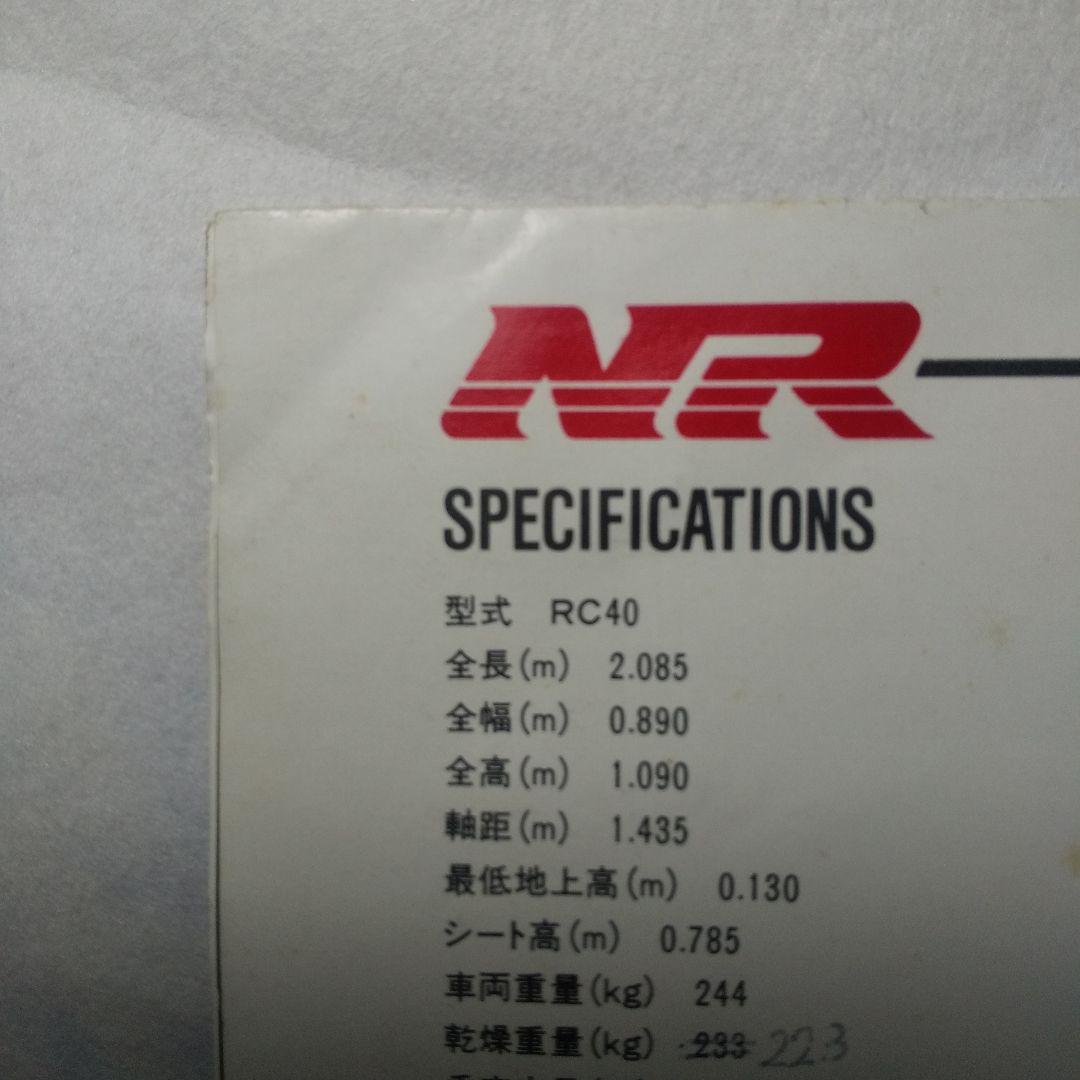 NR
SPECIFICATIONS
型式 RC40
全長(m) 2.085
全幅(m) 0.890
全高(m) 1.090
軸距(m) 1.435
最低地上高(m) 0.130
シート高(m) 0.785
車両重量(kg) 244
乾燥重量(kg) 233 223